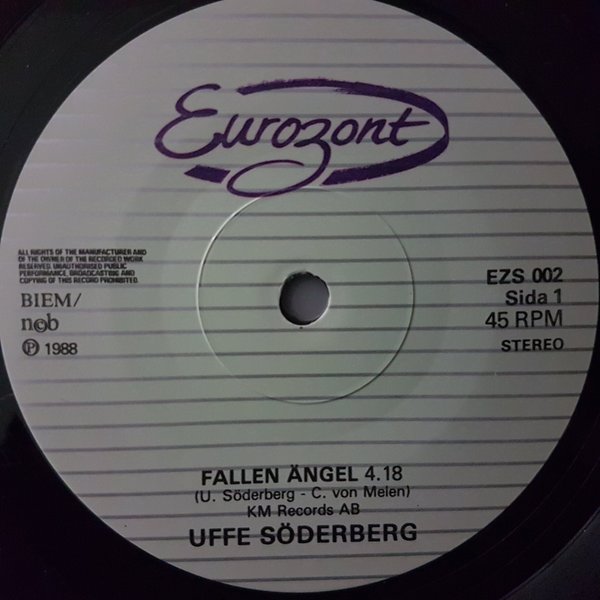 Eurozont
ALL RIGHTS OF THE MANUFACTURER AND
OF THE OWNER OF THE RECORDED WORK
RESERVED. UNAUTHORISED PUBLIC
PERFORMANCE, BROADCASTING AND
COPYING OF THIS RECORD PROHIBITED.
BIEM/
n©b
Ⓟ 1988
EZS 002
Sida 1
45 RPM
STEREO
FALLEN ÄNGEL 4.18
(U. Söderberg - C. von Melen)
KM Records AB
UFFE SÖDERBERG